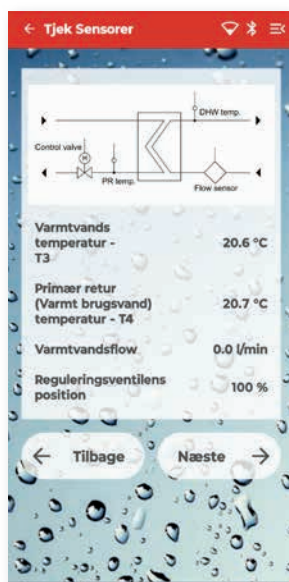 Tjek Sensorer
DHW temp.
Control valve
M
PR temp.
Flow sensor
Varmtvands
temperatur -
T3
20.6 °C
Primær retur
(Varmt brugsvand)
temperatur - T4
20.7 °C
Varmtvandsflow 0.0 l/min
Reguleringsventilens
position
100 %
Tilbage
Næste